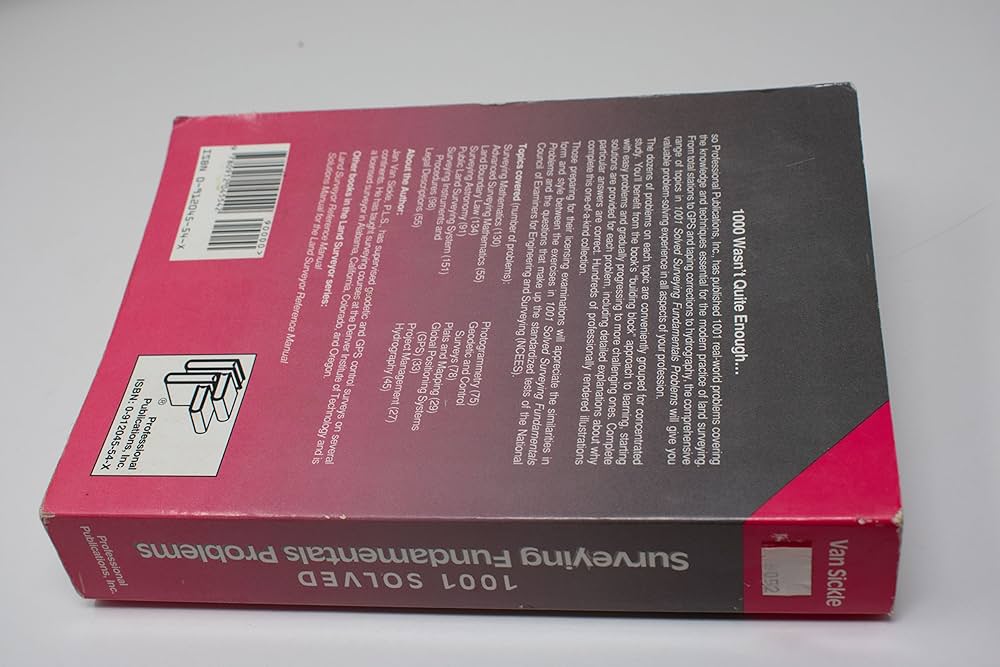 1000 Wasn't Quite Enough...
so Professional Publications, Inc., has published 1001 real-world problems covering
the knowledge and techniques essential for the modern practice of land surveying.
From total stations to GPS and taping corrections to hydrography, the comprehensive
range of topics in 1001 Solved Surveying Fundamentals Problems will give you
valuable problem-solving experience in all aspects of your profession.
The dozens of problems on each topic are conveniently grouped for concentrated
study. You'll benefit from the book's "building block" approach to learning, starting
with easy problems and gradually progressing to more challenging ones. Complete
solutions are provided for each problem, including detailed explanations about why
particular answers are correct. Hundreds of professionally rendered illustrations
complete this one-of-a-kind collection.
Those preparing for their licensing examinations will appreciate the similarities in
form and style between the exercises in 1001 Solved Surveying Fundamentals
Problems and the questions that make up the standardized tests of the National
Council of Examiners for Engineering and Surveying (NCEES).
Topics covered (number of problems):
Surveying Mathematics (130)
Advanced Surveying Mathematics (55)
Land Boundary Law (134)
Surveying Astronomy (91)
Public Land Surveying System (151)
Surveying Instruments and
Procedures (98)
Legal Descriptions (55)
Photogrammetry (75)
Geodetic and Control
Surveys (78)
Plats and Mapping (29)
Global Positioning Systems
(GPS) (33)
Project Management (27)
Hydrography (45)
About the Author:
Jan Van Sickle, P.L.S., has supervised geodetic and GPS control surveys on several
continents. He has taught surveying courses at the Denver Institute of Technology and is
a licensed surveyor in Alabama, California, Colorado, and Oregon.
Other books in the Land Surveyor series:
Land Surveyor Reference Manual
Solutions Manual for the Land Surveyor Reference Manual
90000>
9 780912 045542
ISBN 0-912045-54-X
Professional
Publications, Inc.
ISBN: 0-912045-54-X
Van Sickle
1001 SOLVED
Surveying Fundamentals Problems
Professional
Publications, Inc.